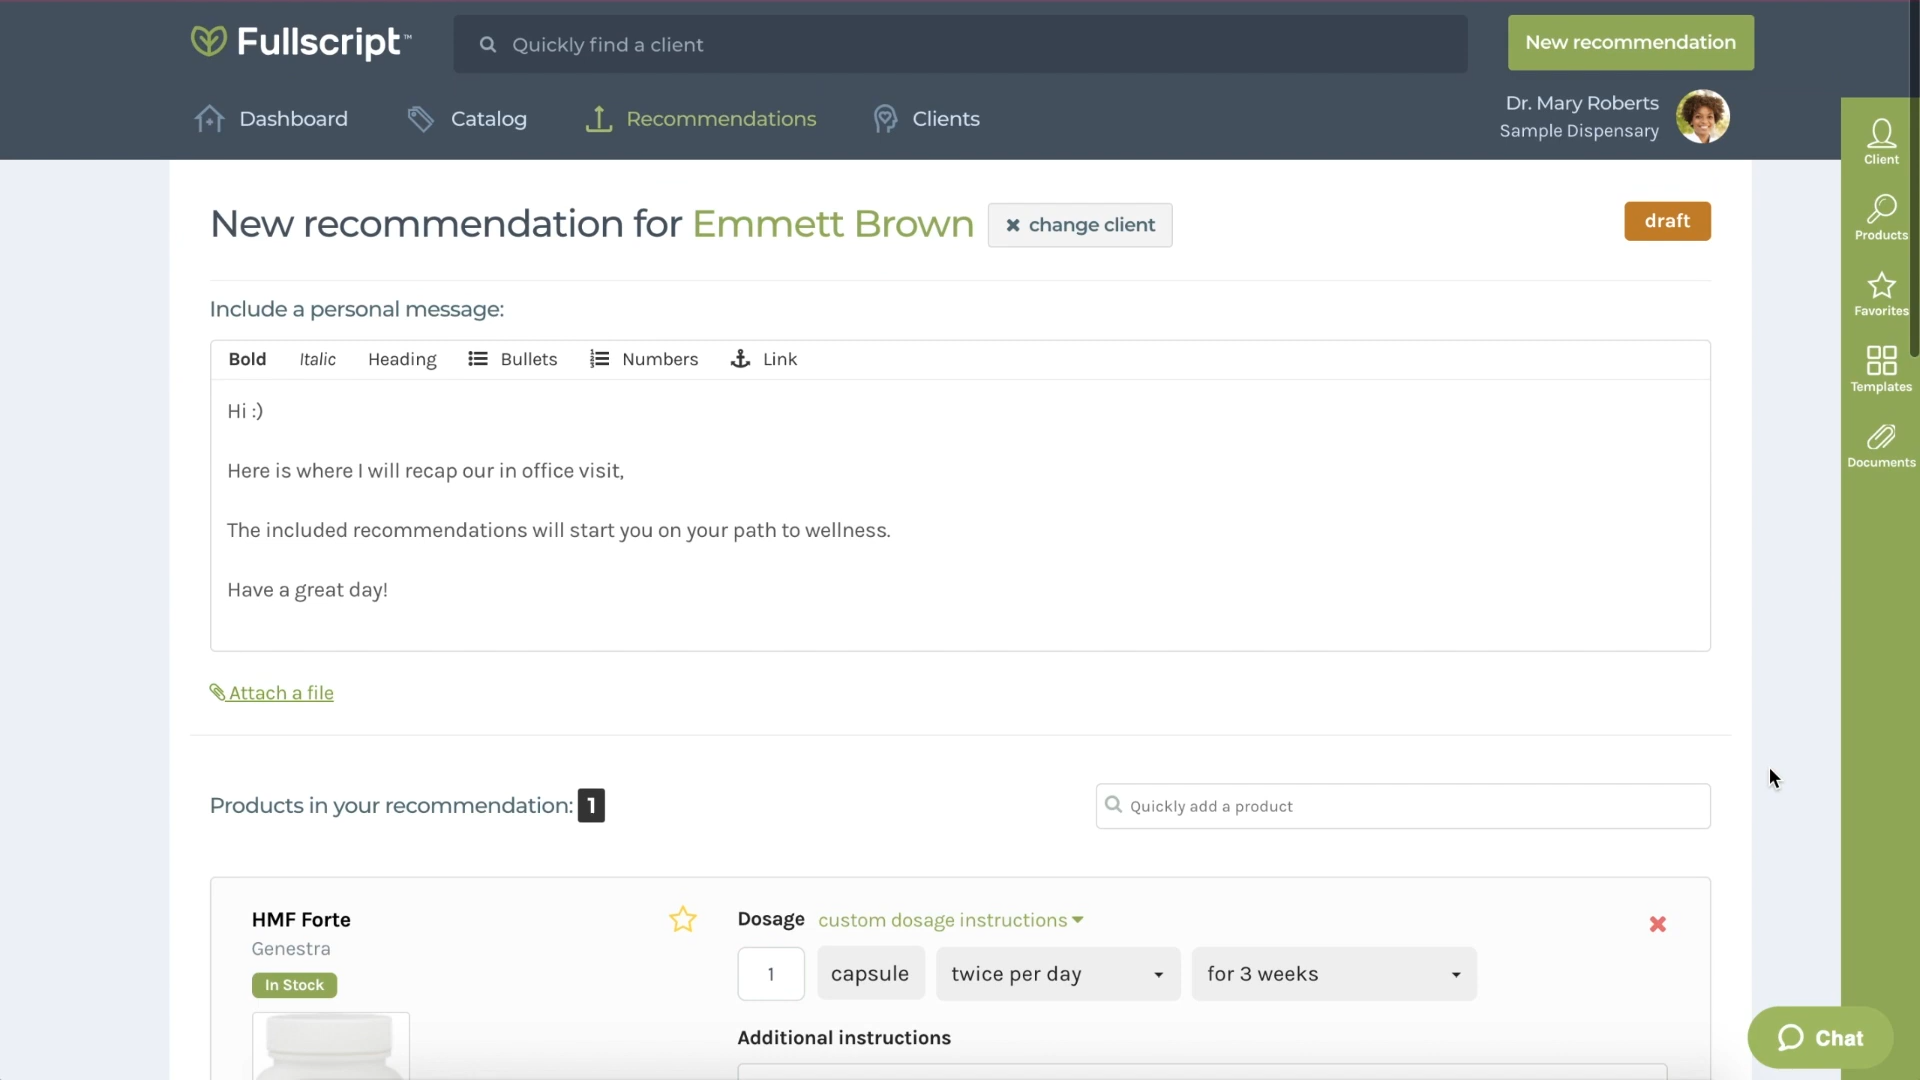 Fullscript™
Quickly find a client
New recommendation
Dashboard
Catalog
Recommendations
Clients
Dr. Mary Roberts
Sample Dispensary
Client
Products
Favorites
Templates
Documents
New recommendation for Emmett Brown
change client
draft
Include a personal message:
Bold Italic Heading Bullets Numbers Link
Hi :)
Here is where I will recap our in office visit,
The included recommendations will start you on your path to wellness.
Have a great day!
Attach a file
Products in your recommendation: 1
Quickly add a product
HMF Forte
Genestra
In Stock
Dosage custom dosage instructions
1 capsule twice per day for 3 weeks
Additional instructions
Chat